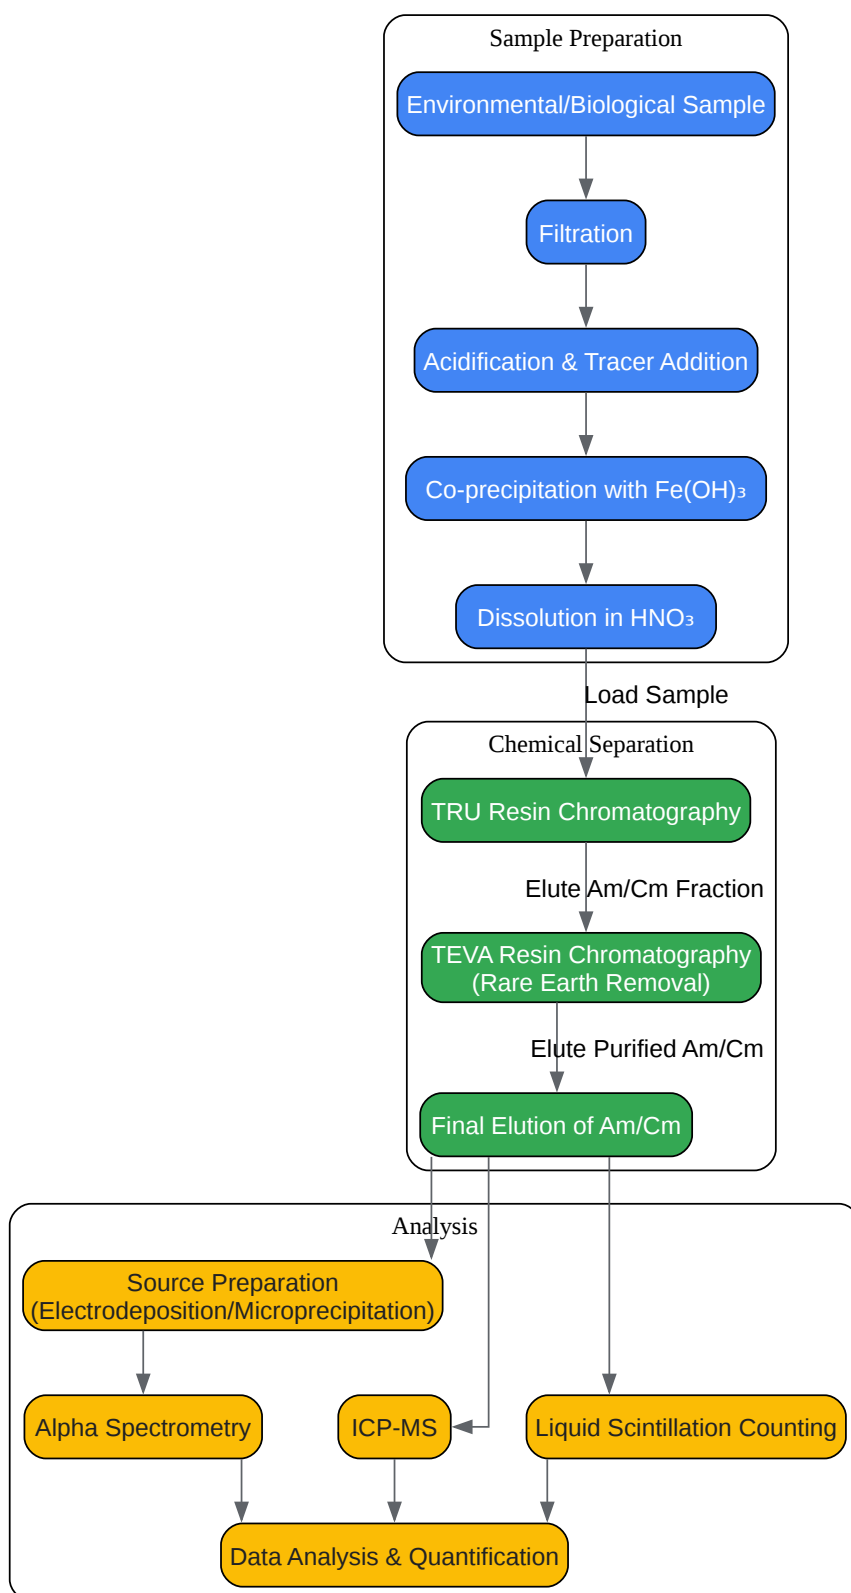 Sample Preparation
Environmental/Biological Sample
Filtration
Acidification & Tracer Addition
Co-precipitation with Fe(OH)₃
Dissolution in HNO₃
Load Sample
Chemical Separation
TRU Resin Chromatography
Elute Am/Cm Fraction
TEVA Resin Chromatography
(Rare Earth Removal)
Elute Purified Am/Cm
Final Elution of Am/Cm
Analysis
Source Preparation
(Electrodeposition/Microprecipitation)
Alpha Spectrometry
ICP-MS
Liquid Scintillation Counting
Data Analysis & Quantification